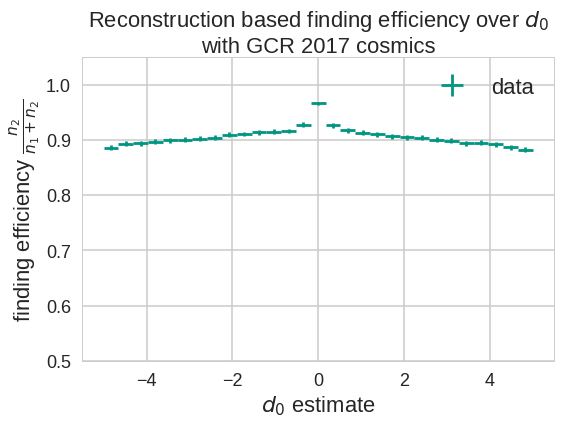 Reconstruction based finding efficiency over d₀
with GCR 2017 cosmics
data
finding efficiency n₂ / (n₁ + n₂)
1.0
0.9
0.8
0.7
0.6
0.5
−4 −2 0 2 4
d₀ estimate